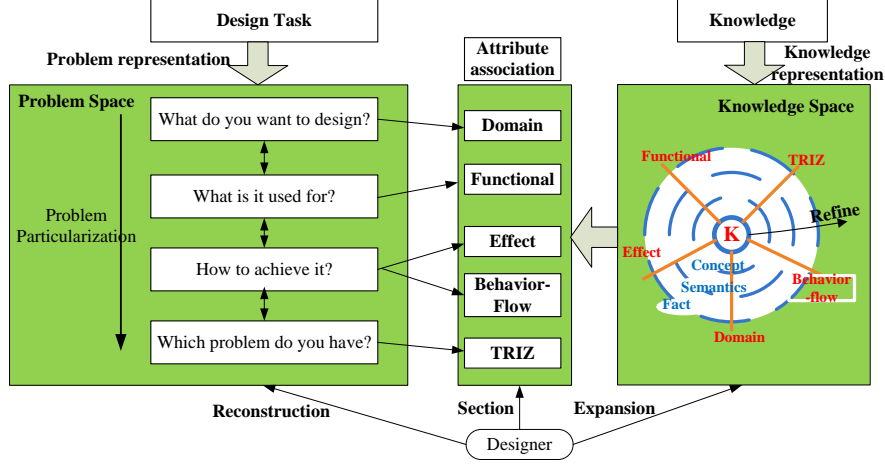 Design Task
Problem representation
Problem Space
What do you want to design?
What is it used for?
Problem
Particularization
How to achieve it?
Which problem do you have?
Attribute
association
Domain
Functional
Effect
Behavior-
Flow
TRIZ
Knowledge
Knowledge
representation
Knowledge Space
Functional
TRIZ
Refine
K
Effect
Concept
Semantics
Fact
Behavior
-flow
Domain
Reconstruction
Section
Expansion
Designer